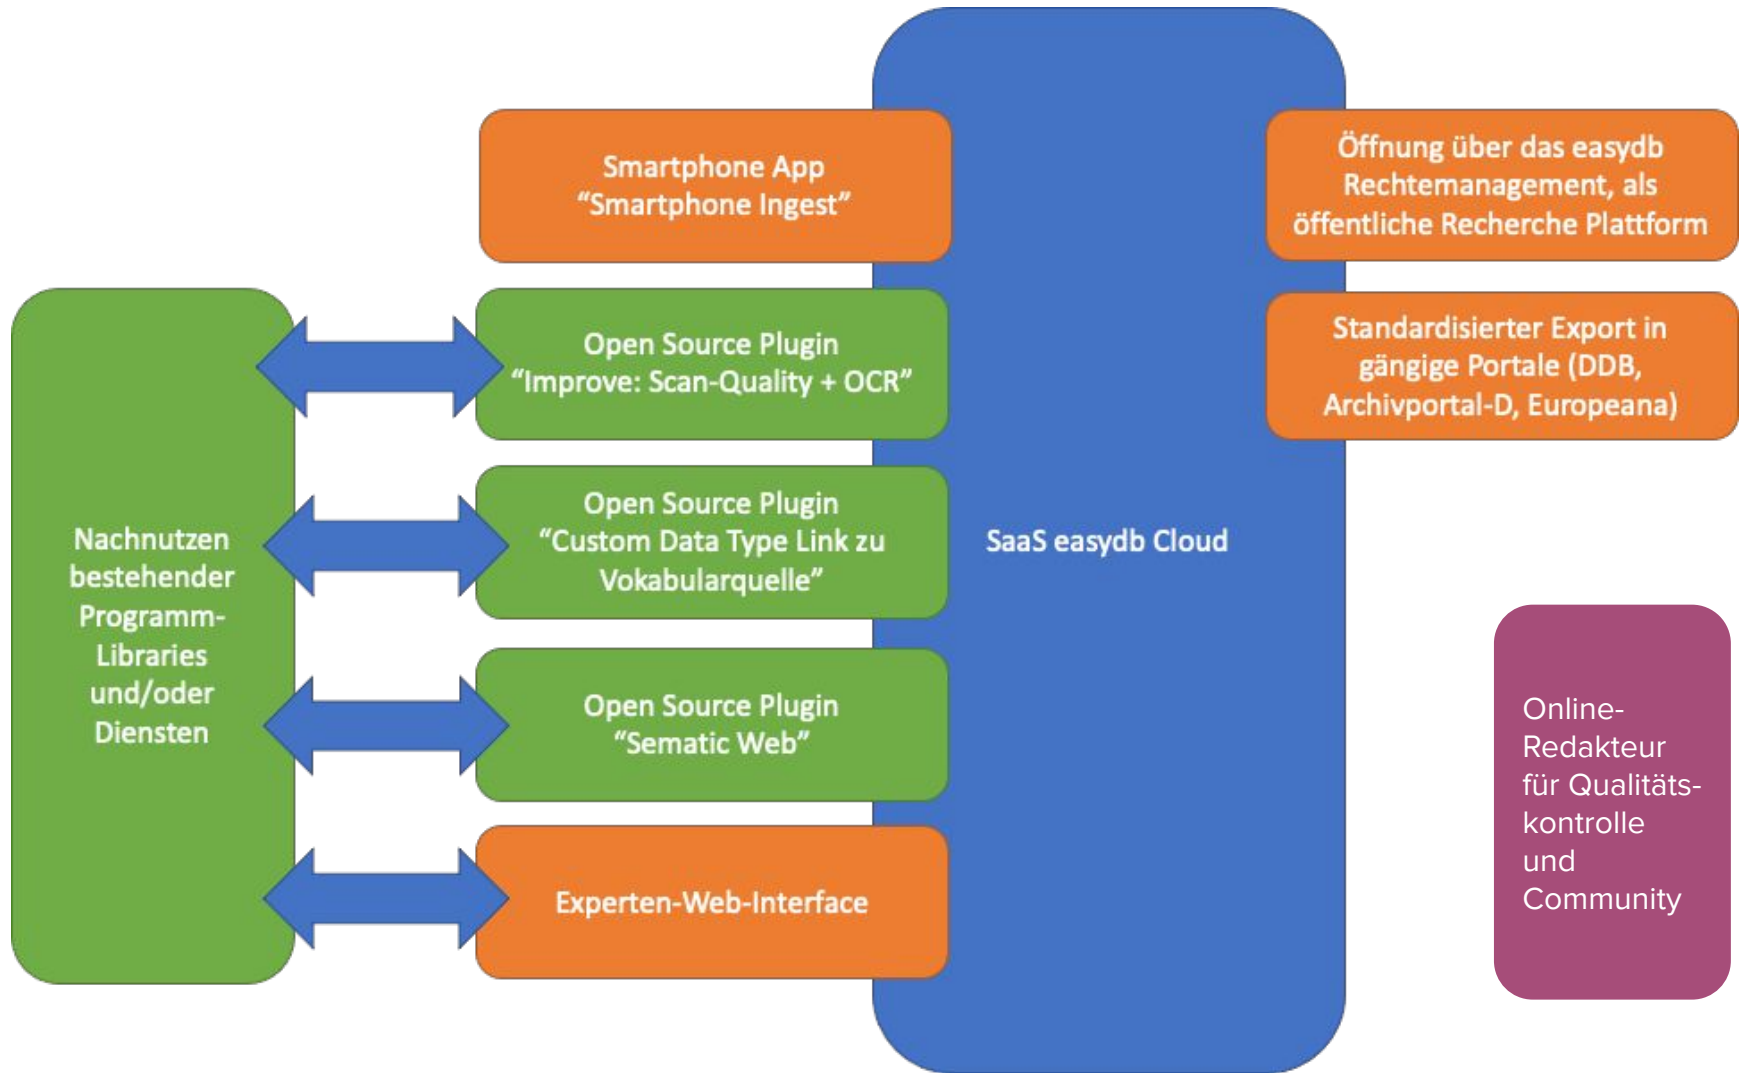 Smartphone App
“Smartphone Ingest”
Öffnung über das easydb
Rechtemanagement, als
öffentliche Recherche Plattform
Open Source Plugin
“Improve: Scan-Quality + OCR”
Standardisierter Export in
gängige Portale (DDB,
Archivportal-D, Europeana)
Nachnutzen
bestehender
Programm-
Libraries
und/oder
Diensten
Open Source Plugin
“Custom Data Type Link zu
Vokabularquelle”
SaaS easydb Cloud
Open Source Plugin
“Sematic Web”
Experten-Web-Interface
Online-
Redakteur
für Qualitäts-
kontrolle
und
Community